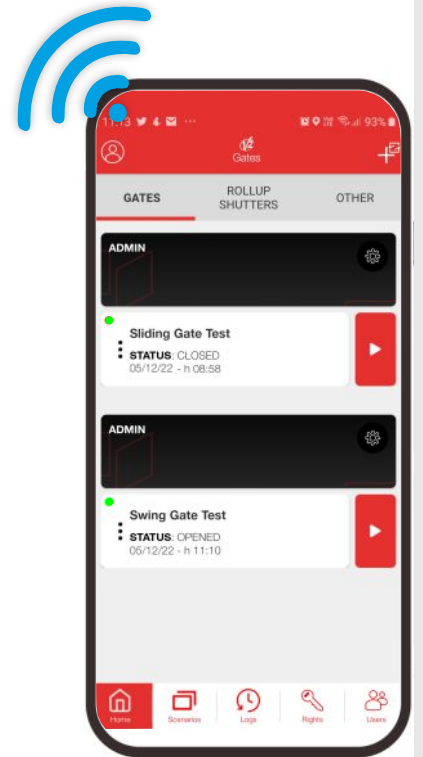 11:13
93%
V2
Gates
GATES
ROLLUP
SHUTTERS
OTHER
ADMIN
Sliding Gate Test
STATUS: CLOSED
05/12/22 - h 08:58
ADMIN
Swing Gate Test
STATUS: OPENED
05/12/22 - h 11:10
Home
Scenarios
Logs
Rights
Users